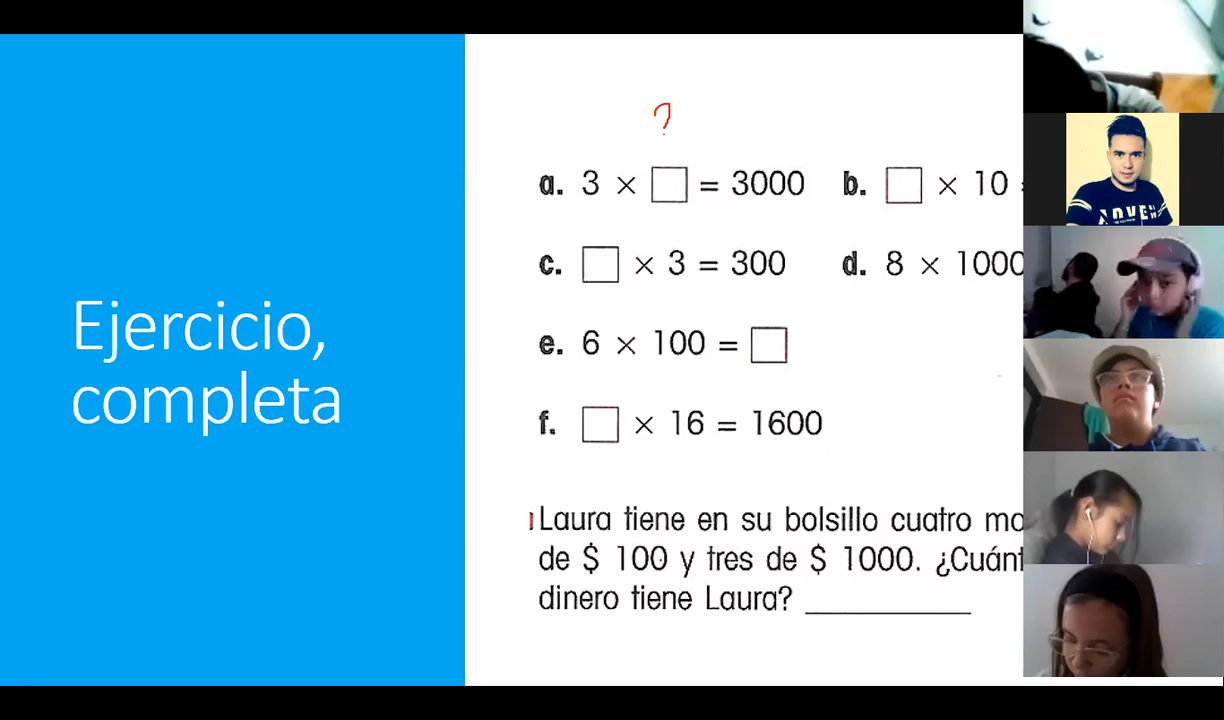 Ejercicio,
completa
?
a. 3 × □ = 3000 b. □ × 10
c. □ × 3 = 300 d. 8 × 1000
e. 6 × 100 = □
f. □ × 16 = 1600
Laura tiene en su bolsillo cuatro
de $ 100 y tres de $ 1000.
dinero tiene Laura? __________